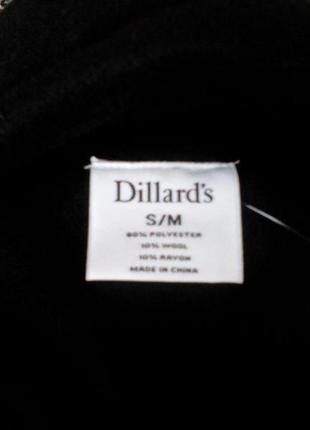 Dillard's
S/M
80% POLYESTER
10% WOOL
10% RAYON
MADE IN CHINA